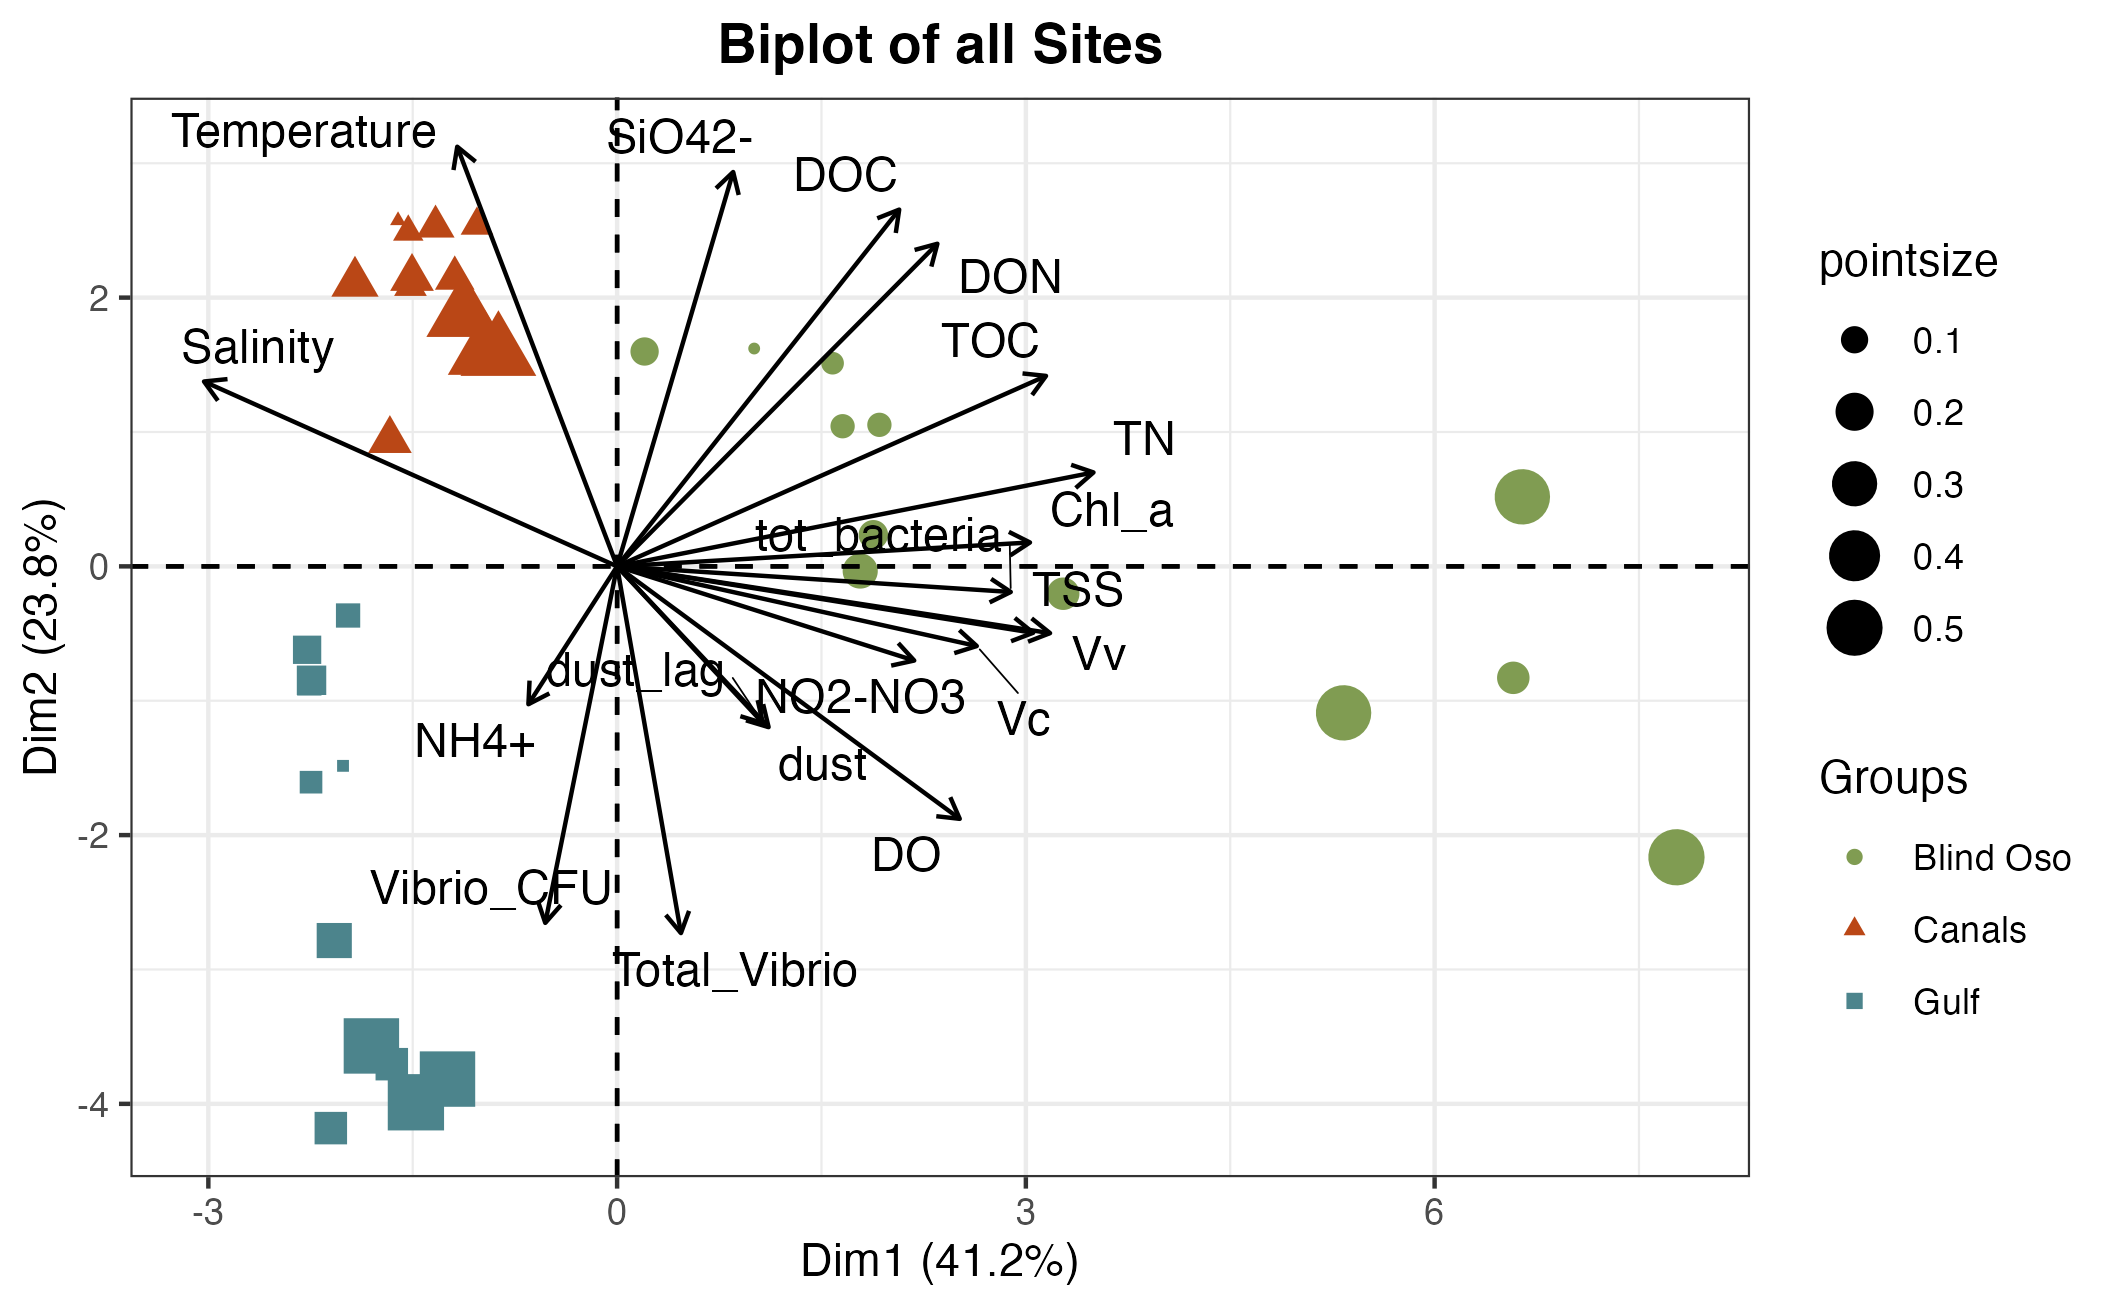 Biplot of all Sites
Temperature
SiO42-
DOC
DON
TOC
Salinity
TN
Chl_a
tot_bacteria
TSS
Vv
dust_lag
NO2-NO3
Vc
NH4+
dust
DO
Vibrio_CFU
Total_Vibrio
2
0
-2
-4
-3
0
3
6
Dim1 (41.2%)
Dim2 (23.8%)
pointsize
0.1
0.2
0.3
0.4
0.5
Groups
Blind Oso
Canals
Gulf